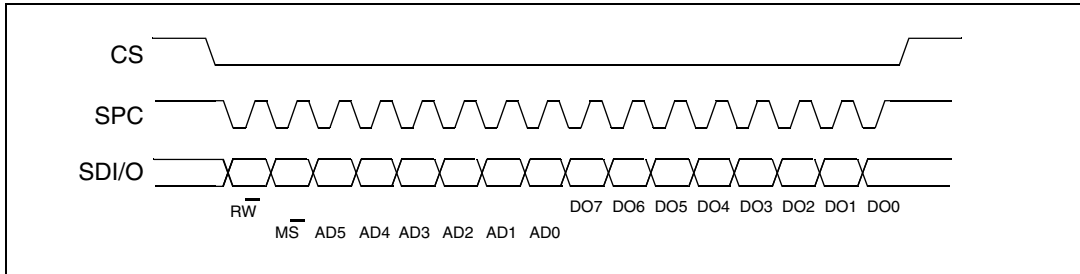 CS
SPC
SDI/O
RW̅
DO7 DO6 DO5 DO4 DO3 DO2 DO1 DO0
MS̅ AD5 AD4 AD3 AD2 AD1 AD0